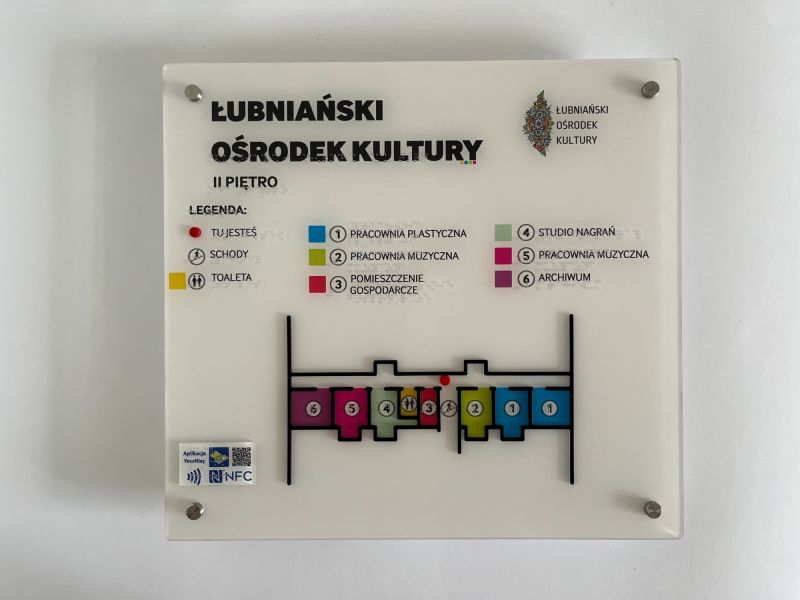 ŁUBNIAŃSKI
OŚRODEK KULTURY
II PIĘTRO
ŁUBNIAŃSKI
OŚRODEK
KULTURY
LEGENDA:
TU JESTEŚ
SCHODY
TOALETA
1 PRACOWNIA PLASTYCZNA
2 PRACOWNIA MUZYCZNA
3 POMIESZCZENIE
GOSPODARCZE
4 STUDIO NAGRAŃ
5 PRACOWNIA MUZYCZNA
6 ARCHIWUM
6 5 4 3 2 1 1
Aplikacja
YourWay
NFC